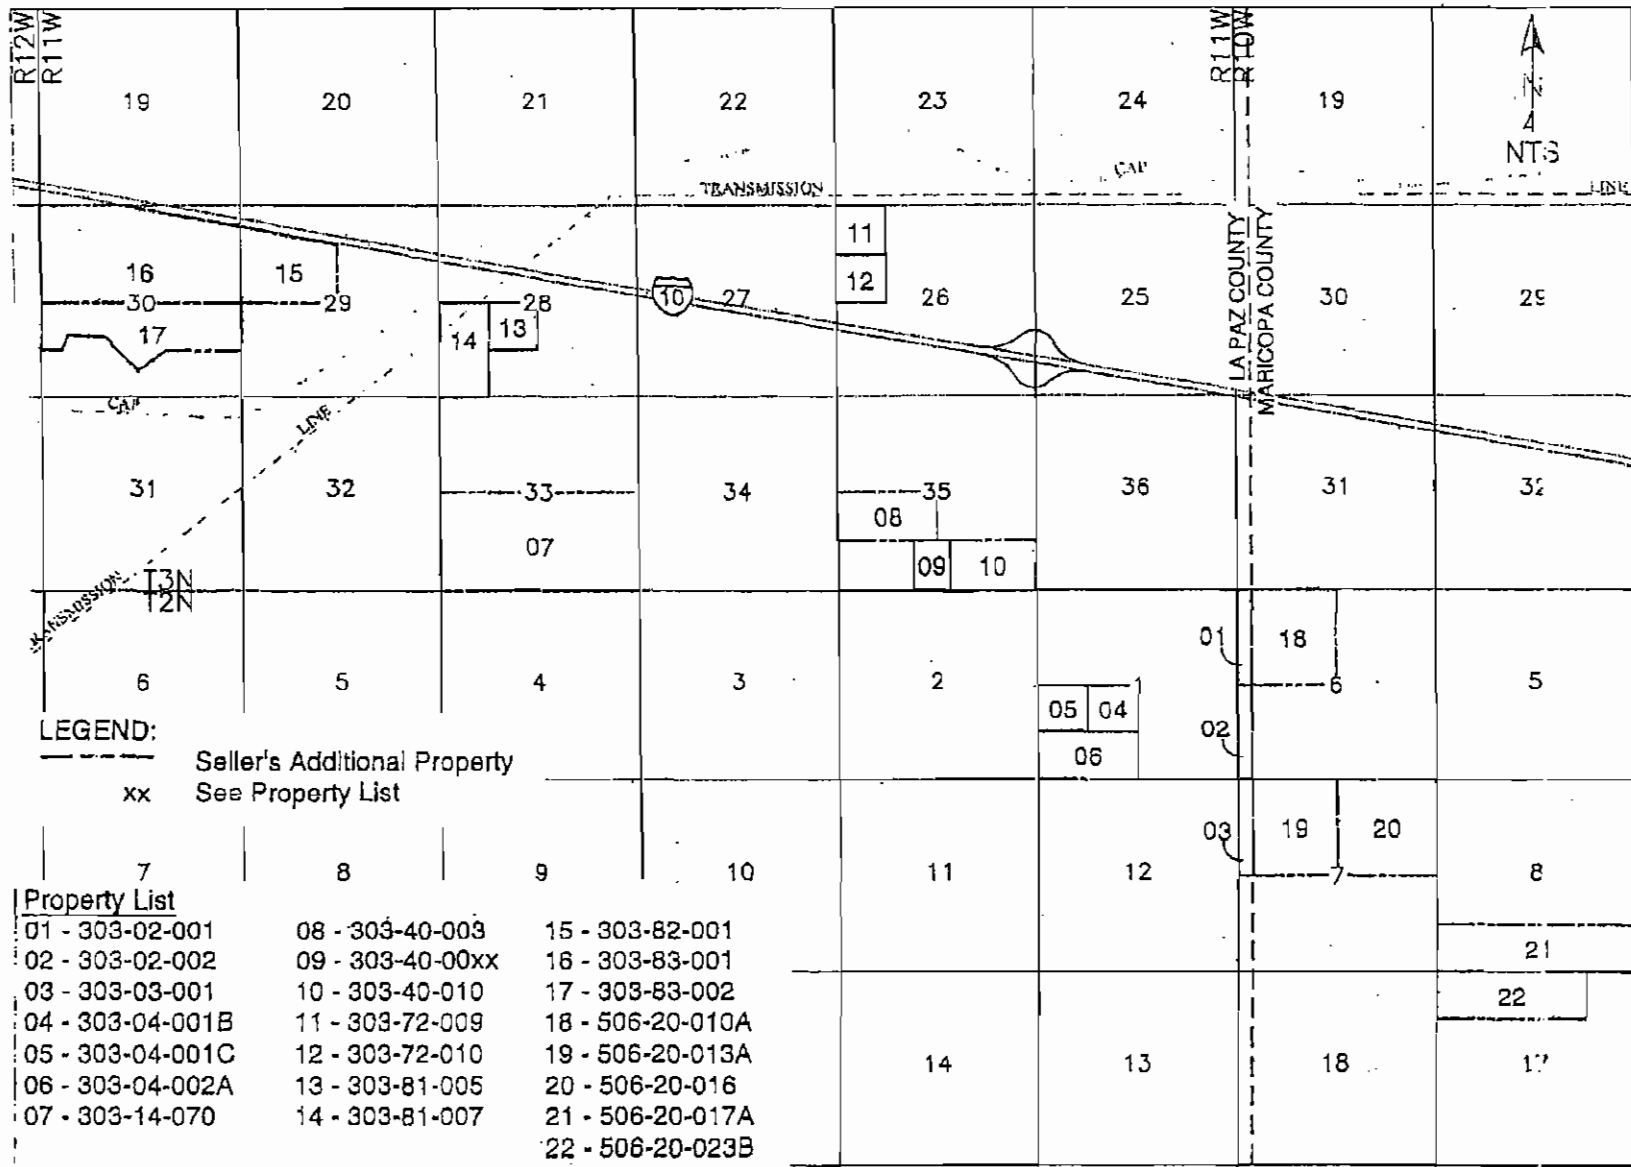 R12W
R11W
R11W
R10W
N
NTS
19 20 21 22 23 24 19
CAP
TRANSMISSION LINE
LA PAZ COUNTY
MARICOPA COUNTY
11
16 15 12
30 29 28 10 27 26 25 30 29
17 14 13
CAP
LINE
31 32 33 34 35 36 31 32
08
07 09 10
TRANSMISSION
T3N
T2N
01 18
6 5 4 3 2 1 6 5
05 04
02
06
LEGEND:
Seller's Additional Property
xx See Property List
03 19 20
7 8 9 10 11 12 7 8
21
22
14 13 18 17
Property List
01 - 303-02-001
02 - 303-02-002
03 - 303-03-001
04 - 303-04-001B
05 - 303-04-001C
06 - 303-04-002A
07 - 303-14-070
08 - 303-40-003
09 - 303-40-00xx
10 - 303-40-010
11 - 303-72-009
12 - 303-72-010
13 - 303-81-005
14 - 303-81-007
15 - 303-82-001
16 - 303-83-001
17 - 303-83-002
18 - 506-20-010A
19 - 506-20-013A
20 - 506-20-016
21 - 506-20-017A
22 - 506-20-023B